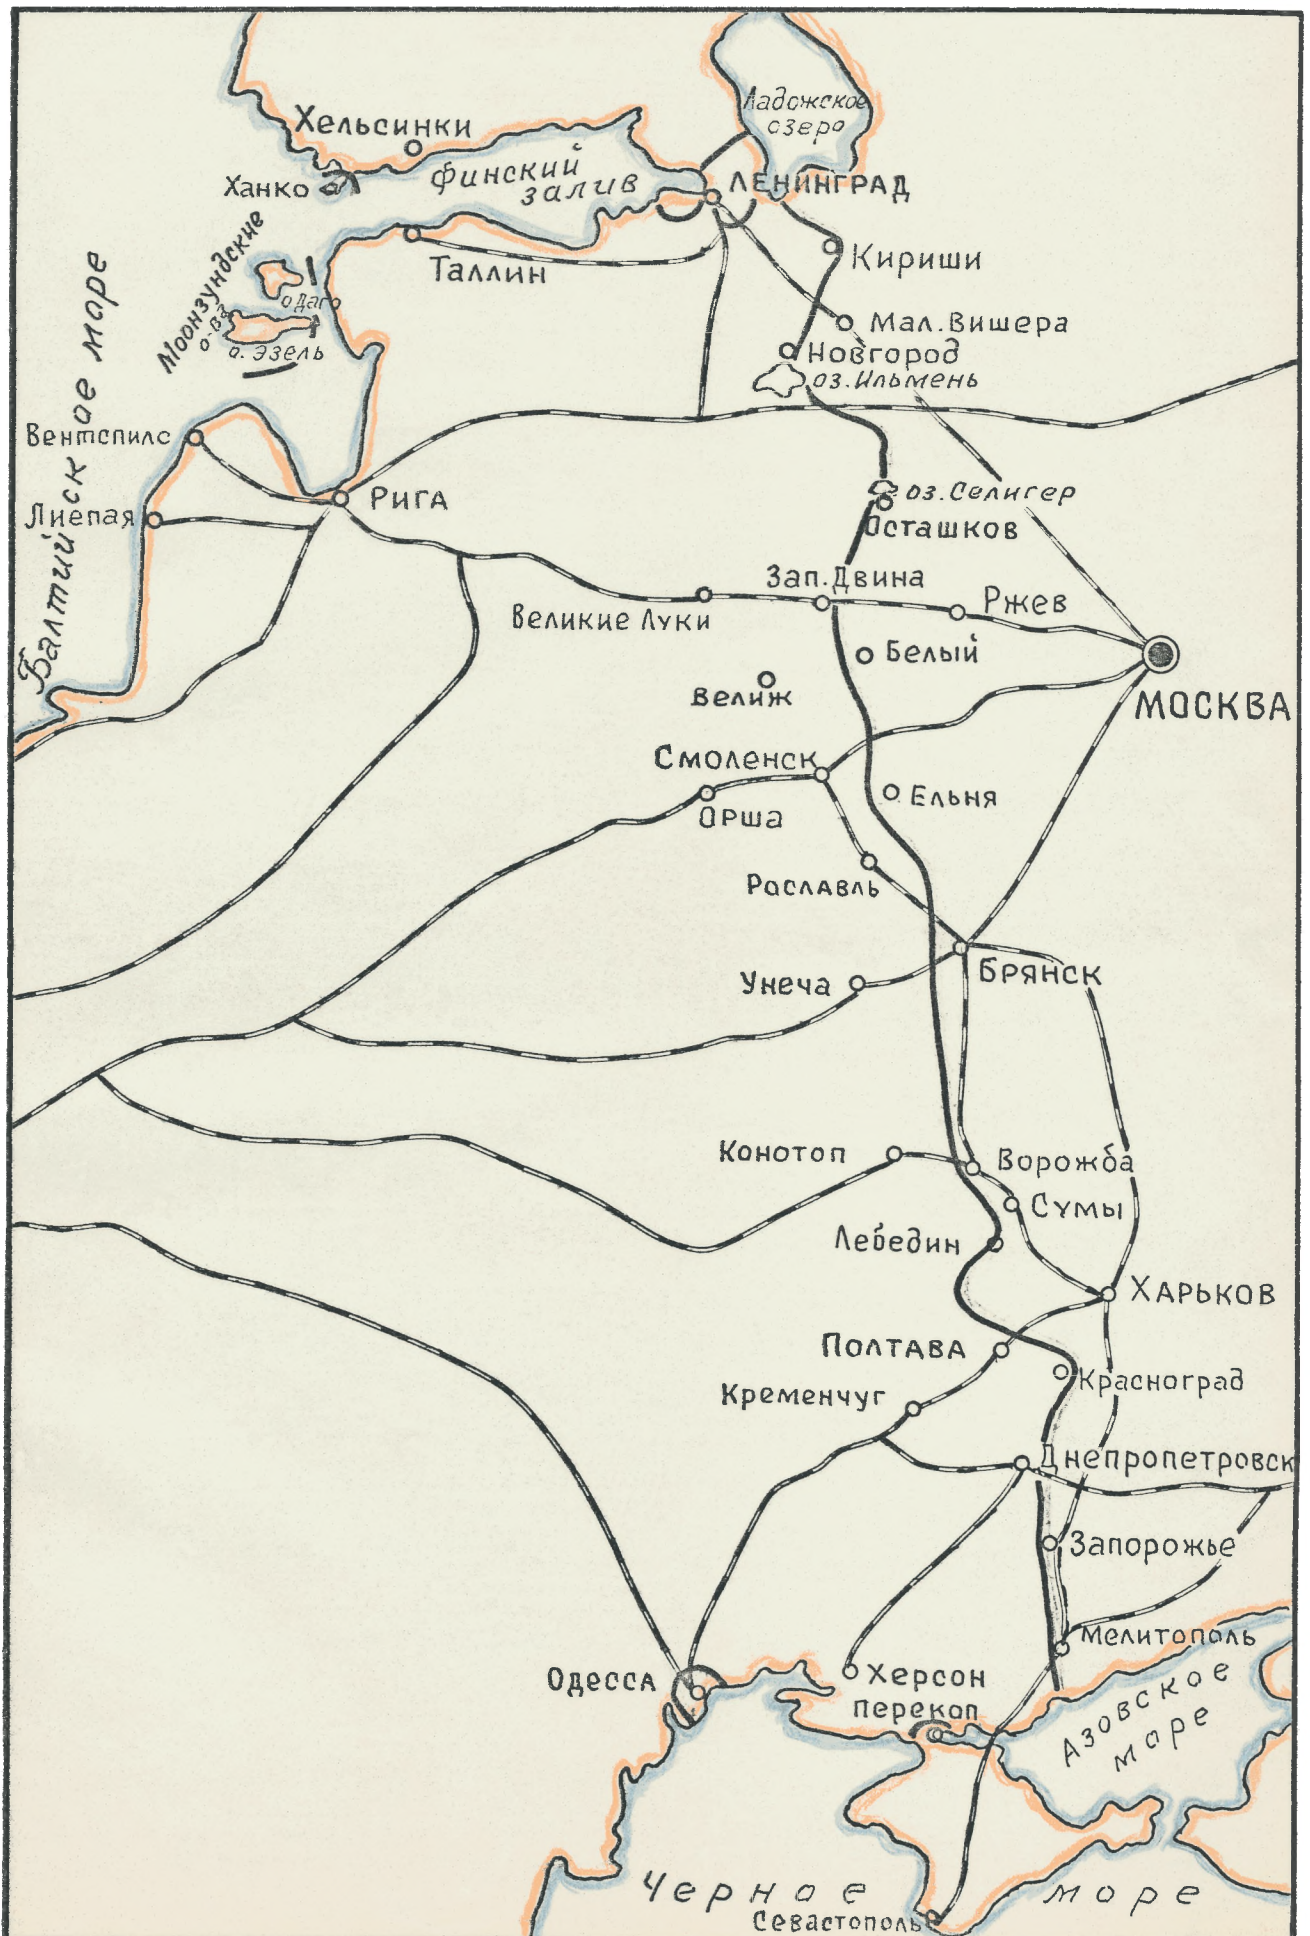 Ладожское
озеро
Хельсинки
Финский
залив
Ханко
ЛЕНИНГРАД
Моонзундские
о-ва
Таллин
Кириши
о Даго
Мал. Вишера
о. Эзель
Новгород
оз. Ильмень
Балтийское море
Вентспилс
Рига
оз. Селигер
Лиепая
Осташков
Зап. Двина
Ржев
Великие Луки
Белый
Велиж
МОСКВА
Смоленск
Ельня
Орша
Рославль
Унеча
Брянск
Конотоп
Ворожба
Сумы
Лебедин
Харьков
Полтава
Красноград
Кременчуг
Днепропетровск
Запорожье
Мелитополь
Одесса
Херсон
Перекоп
Азовское
море
Черное море
Севастополь